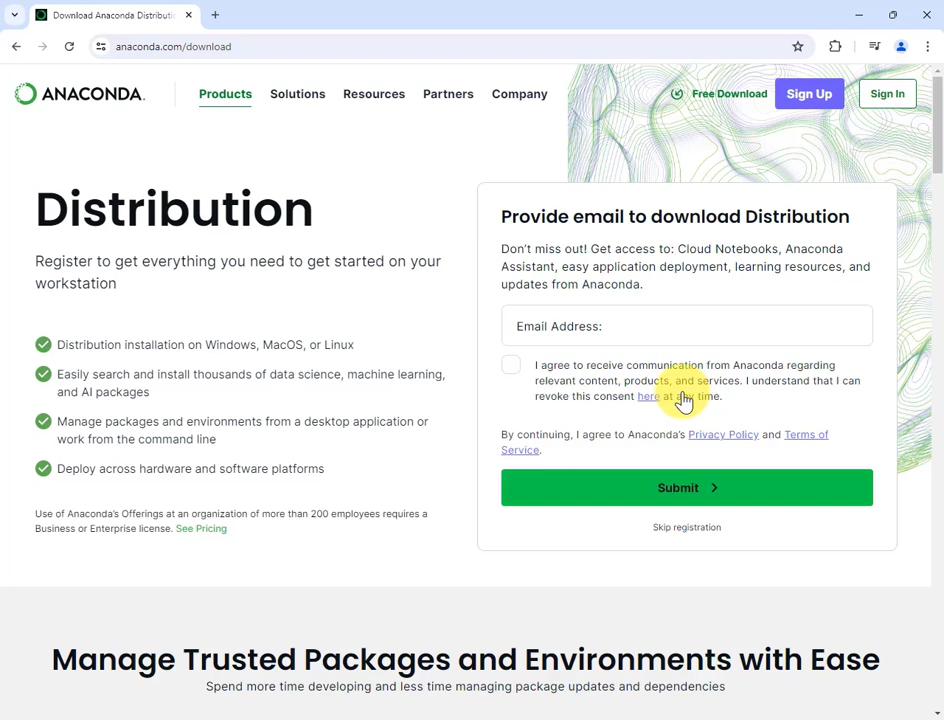 Download Anaconda Distributi
anaconda.com/download
ANACONDA.
Products
Solutions
Resources
Partners
Company
Free Download
Sign Up
Sign In
Distribution
Register to get everything you need to get started on your
workstation
Distribution installation on Windows, MacOS, or Linux
Easily search and install thousands of data science, machine learning,
and AI packages
Manage packages and environments from a desktop application or
work from the command line
Deploy across hardware and software platforms
Use of Anaconda's Offerings at an organization of more than 200 employees requires a
Business or Enterprise license. See Pricing
Provide email to download Distribution
Don't miss out! Get access to: Cloud Notebooks, Anaconda
Assistant, easy application deployment, learning resources, and
updates from Anaconda.
Email Address:
I agree to receive communication from Anaconda regarding
relevant content, products, and services. I understand that I can
revoke this consent here at any time.
By continuing, I agree to Anaconda's Privacy Policy and Terms of
Service.
Submit
Skip registration
Manage Trusted Packages and Environments with Ease
Spend more time developing and less time managing package updates and dependencies